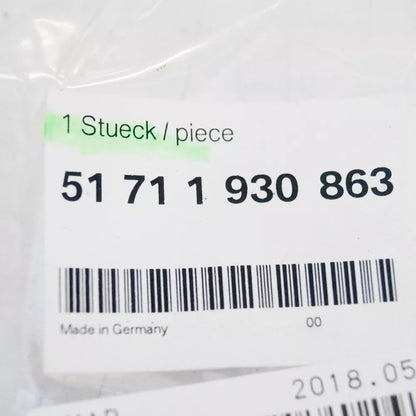 1 Stueck / piece
51 71 1 930 863
Made in Germany 00
2018.05